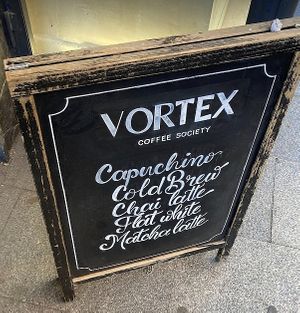 VORTEX
COFFEE SOCIETY
Capuchino
Cold Brew
Chai latte
Flat white
Matcha latte